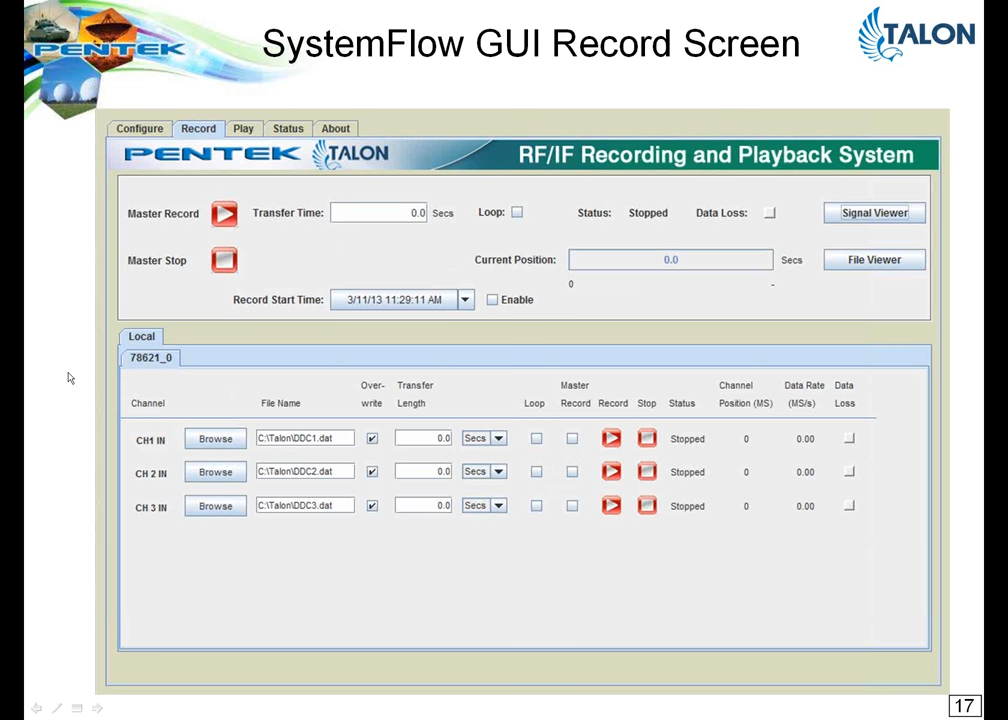 PENTEK
SystemFlow GUI Record Screen
TALON
Configure Record Play Status About
PENTEK TALON RF/IF Recording and Playback System
Master Record Transfer Time: 0.0 Secs Loop: Status: Stopped Data Loss: Signal Viewer
Master Stop Current Position: 0.0 Secs File Viewer
0 -
Record Start Time: 3/11/13 11:29:11 AM Enable
Local
78621_0
Over- Transfer Master Channel Data Rate Data
Channel File Name write Length Loop Record Record Stop Status Position (MS) (MS/s) Loss
CH1 IN Browse C:\Talon\DDC1.dat 0.0 Secs Stopped 0 0.00
CH 2 IN Browse C:\Talon\DDC2.dat 0.0 Secs Stopped 0 0.00
CH 3 IN Browse C:\Talon\DDC3.dat 0.0 Secs Stopped 0 0.00
17